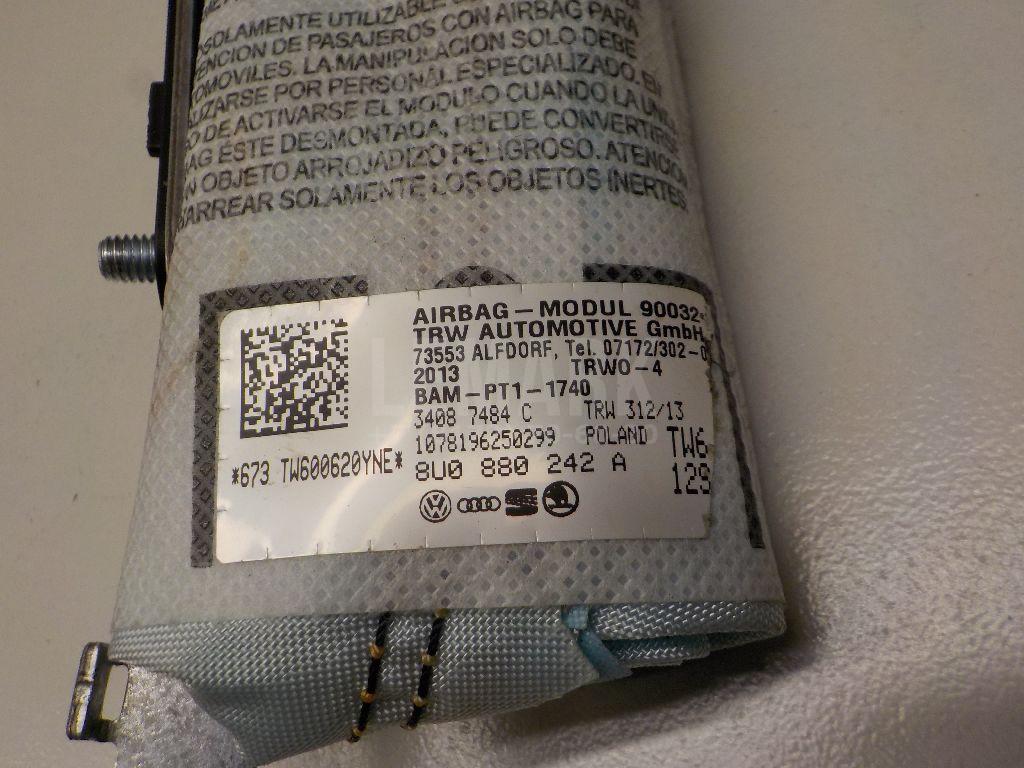 SOLAMENTE UTILIZABLE
ENCION DE PASAJEROS CON AIRBAG PARA
TOMOVILES. LA MANIPULACION SOLO DEBE
LIZARSE POR PERSONAL ESPECIALIZADO. EN
O DE ACTIVARSE EL MODULO CUANDO LA UNI
AG ESTE DESMONTADA, PUEDE CONVERTIRSE
N OBJETO ARROJADIZO PELIGROSO. ATENCION
ARREAR SOLAMENTE LOS OBJETOS INERTES
AIRBAG-MODUL 90032-
TRW AUTOMOTIVE GmbH
73553 ALFDORF, Tel. 07172/302-0
2013 TRWO-4
BAM-PT1-1740
3408 7484 C TRW 312/13
1078196250299 POLAND TW6-
*673 TW600620YNE* 8U0 880 242 A 129